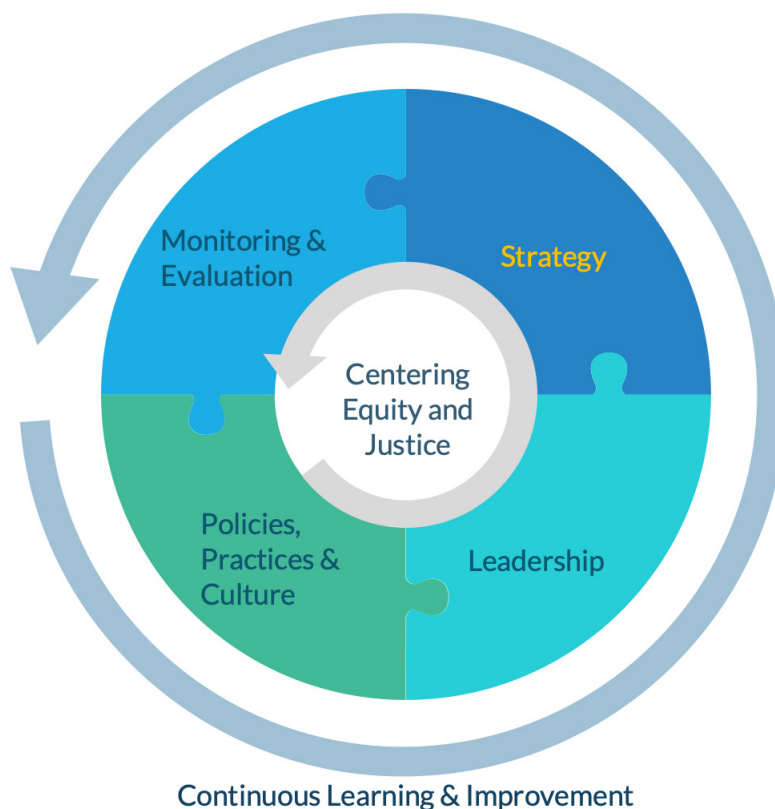 Monitoring &
Evaluation
Strategy
Centering
Equity and
Justice
Policies,
Practices &
Culture
Leadership
Continuous Learning & Improvement